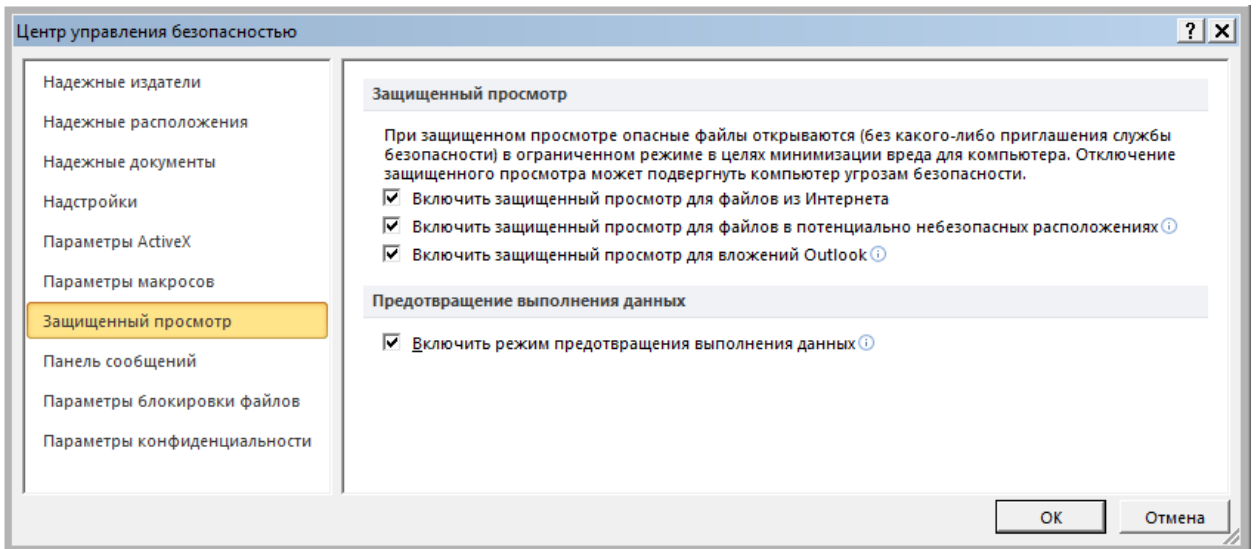 Центр управления безопасностью
Надежные издатели
Надежные расположения
Надежные документы
Надстройки
Параметры ActiveX
Параметры макросов
Защищенный просмотр
Панель сообщений
Параметры блокировки файлов
Параметры конфиденциальности
Защищенный просмотр
При защищенном просмотре опасные файлы открываются (без какого-либо приглашения службы
безопасности) в ограниченном режиме в целях минимизации вреда для компьютера. Отключение
защищенного просмотра может подвергнуть компьютер угрозам безопасности.
Включить защищенный просмотр для файлов из Интернета
Включить защищенный просмотр для файлов в потенциально небезопасных расположениях
Включить защищенный просмотр для вложений Outlook
Предотвращение выполнения данных
Включить режим предотвращения выполнения данных
ОК
Отмена